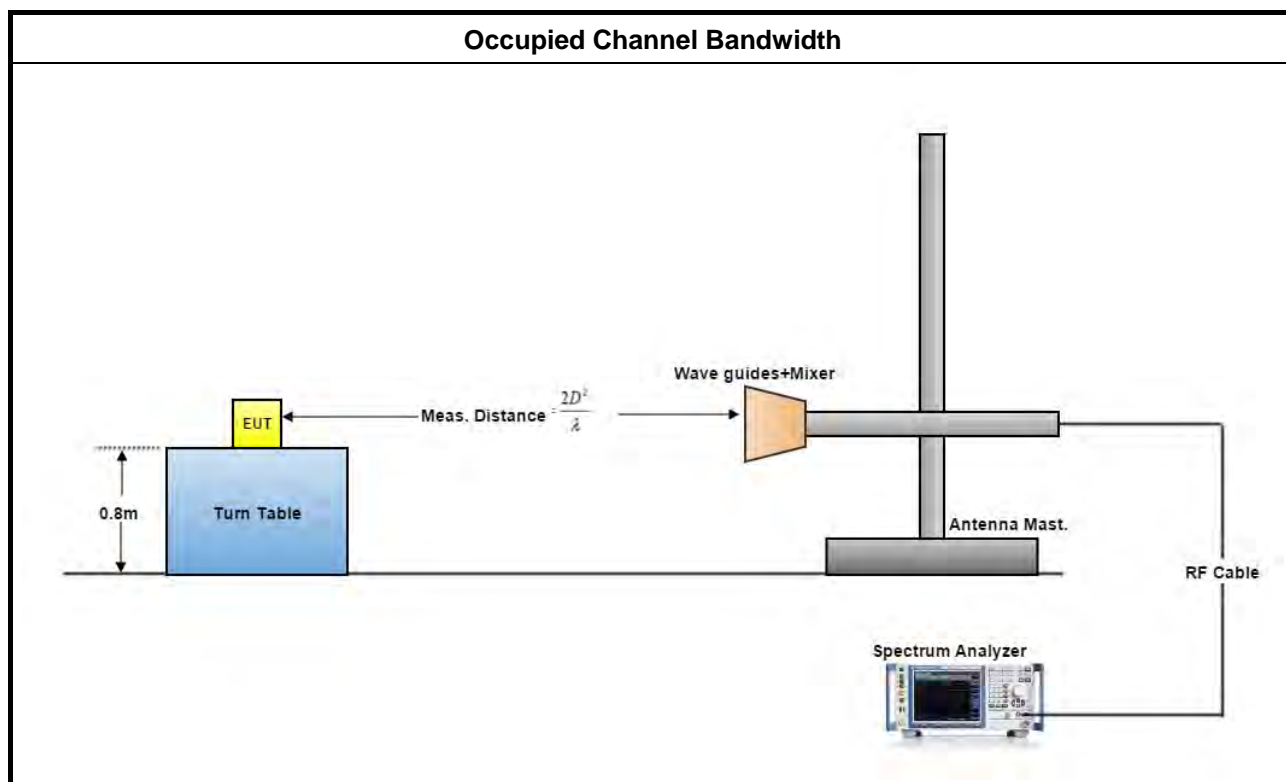 Occupied Channel Bandwidth
Wave guides+Mixer
EUT
Meas. Distance = 2D² / λ
0.8m
Turn Table
Antenna Mast.
RF Cable
Spectrum Analyzer